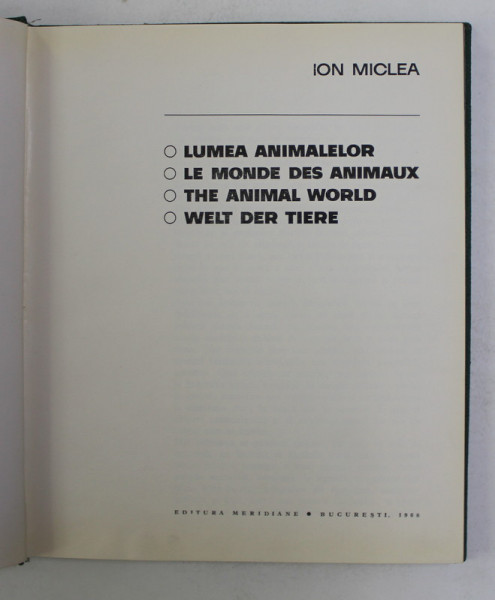 ION MICLEA
○ LUMEA ANIMALELOR
○ LE MONDE DES ANIMAUX
○ THE ANIMAL WORLD
○ WELT DER TIERE
EDITURA MERIDIANE ● BUCUREȘTI,